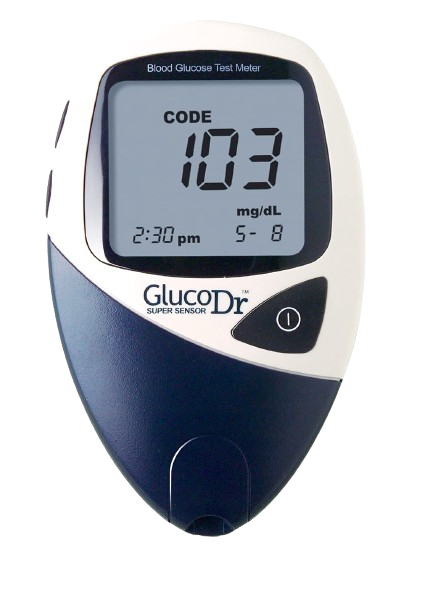 Blood Glucose Test Meter
CODE
103
mg/dL
2:30 pm 5- 8
GlucoDr™
SUPER SENSOR